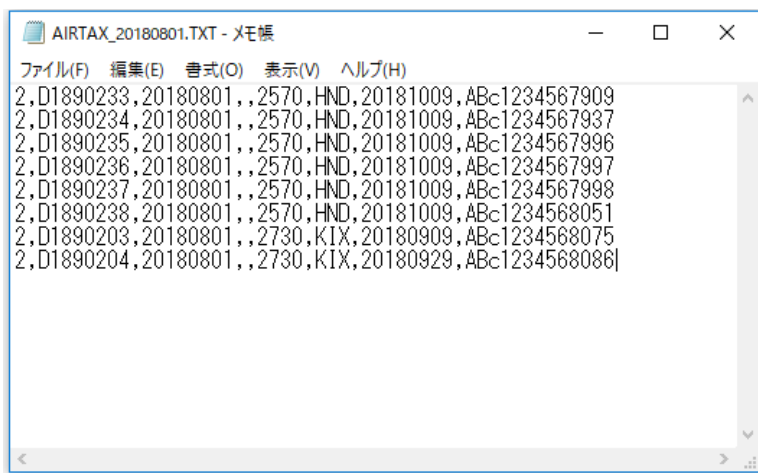 AIRTAX_20180801.TXT - メモ帳
ファイル(F) 編集(E) 書式(O) 表示(V) ヘルプ(H)
2,D1890233,20180801,,2570,HND,20181009,ABc1234567909
2,D1890234,20180801,,2570,HND,20181009,ABc1234567937
2,D1890235,20180801,,2570,HND,20181009,ABc1234567996
2,D1890236,20180801,,2570,HND,20181009,ABc1234567997
2,D1890237,20180801,,2570,HND,20181009,ABc1234567998
2,D1890238,20180801,,2570,HND,20181009,ABc1234568051
2,D1890203,20180801,,2730,KIX,20180909,ABc1234568075
2,D1890204,20180801,,2730,KIX,20180929,ABc1234568086